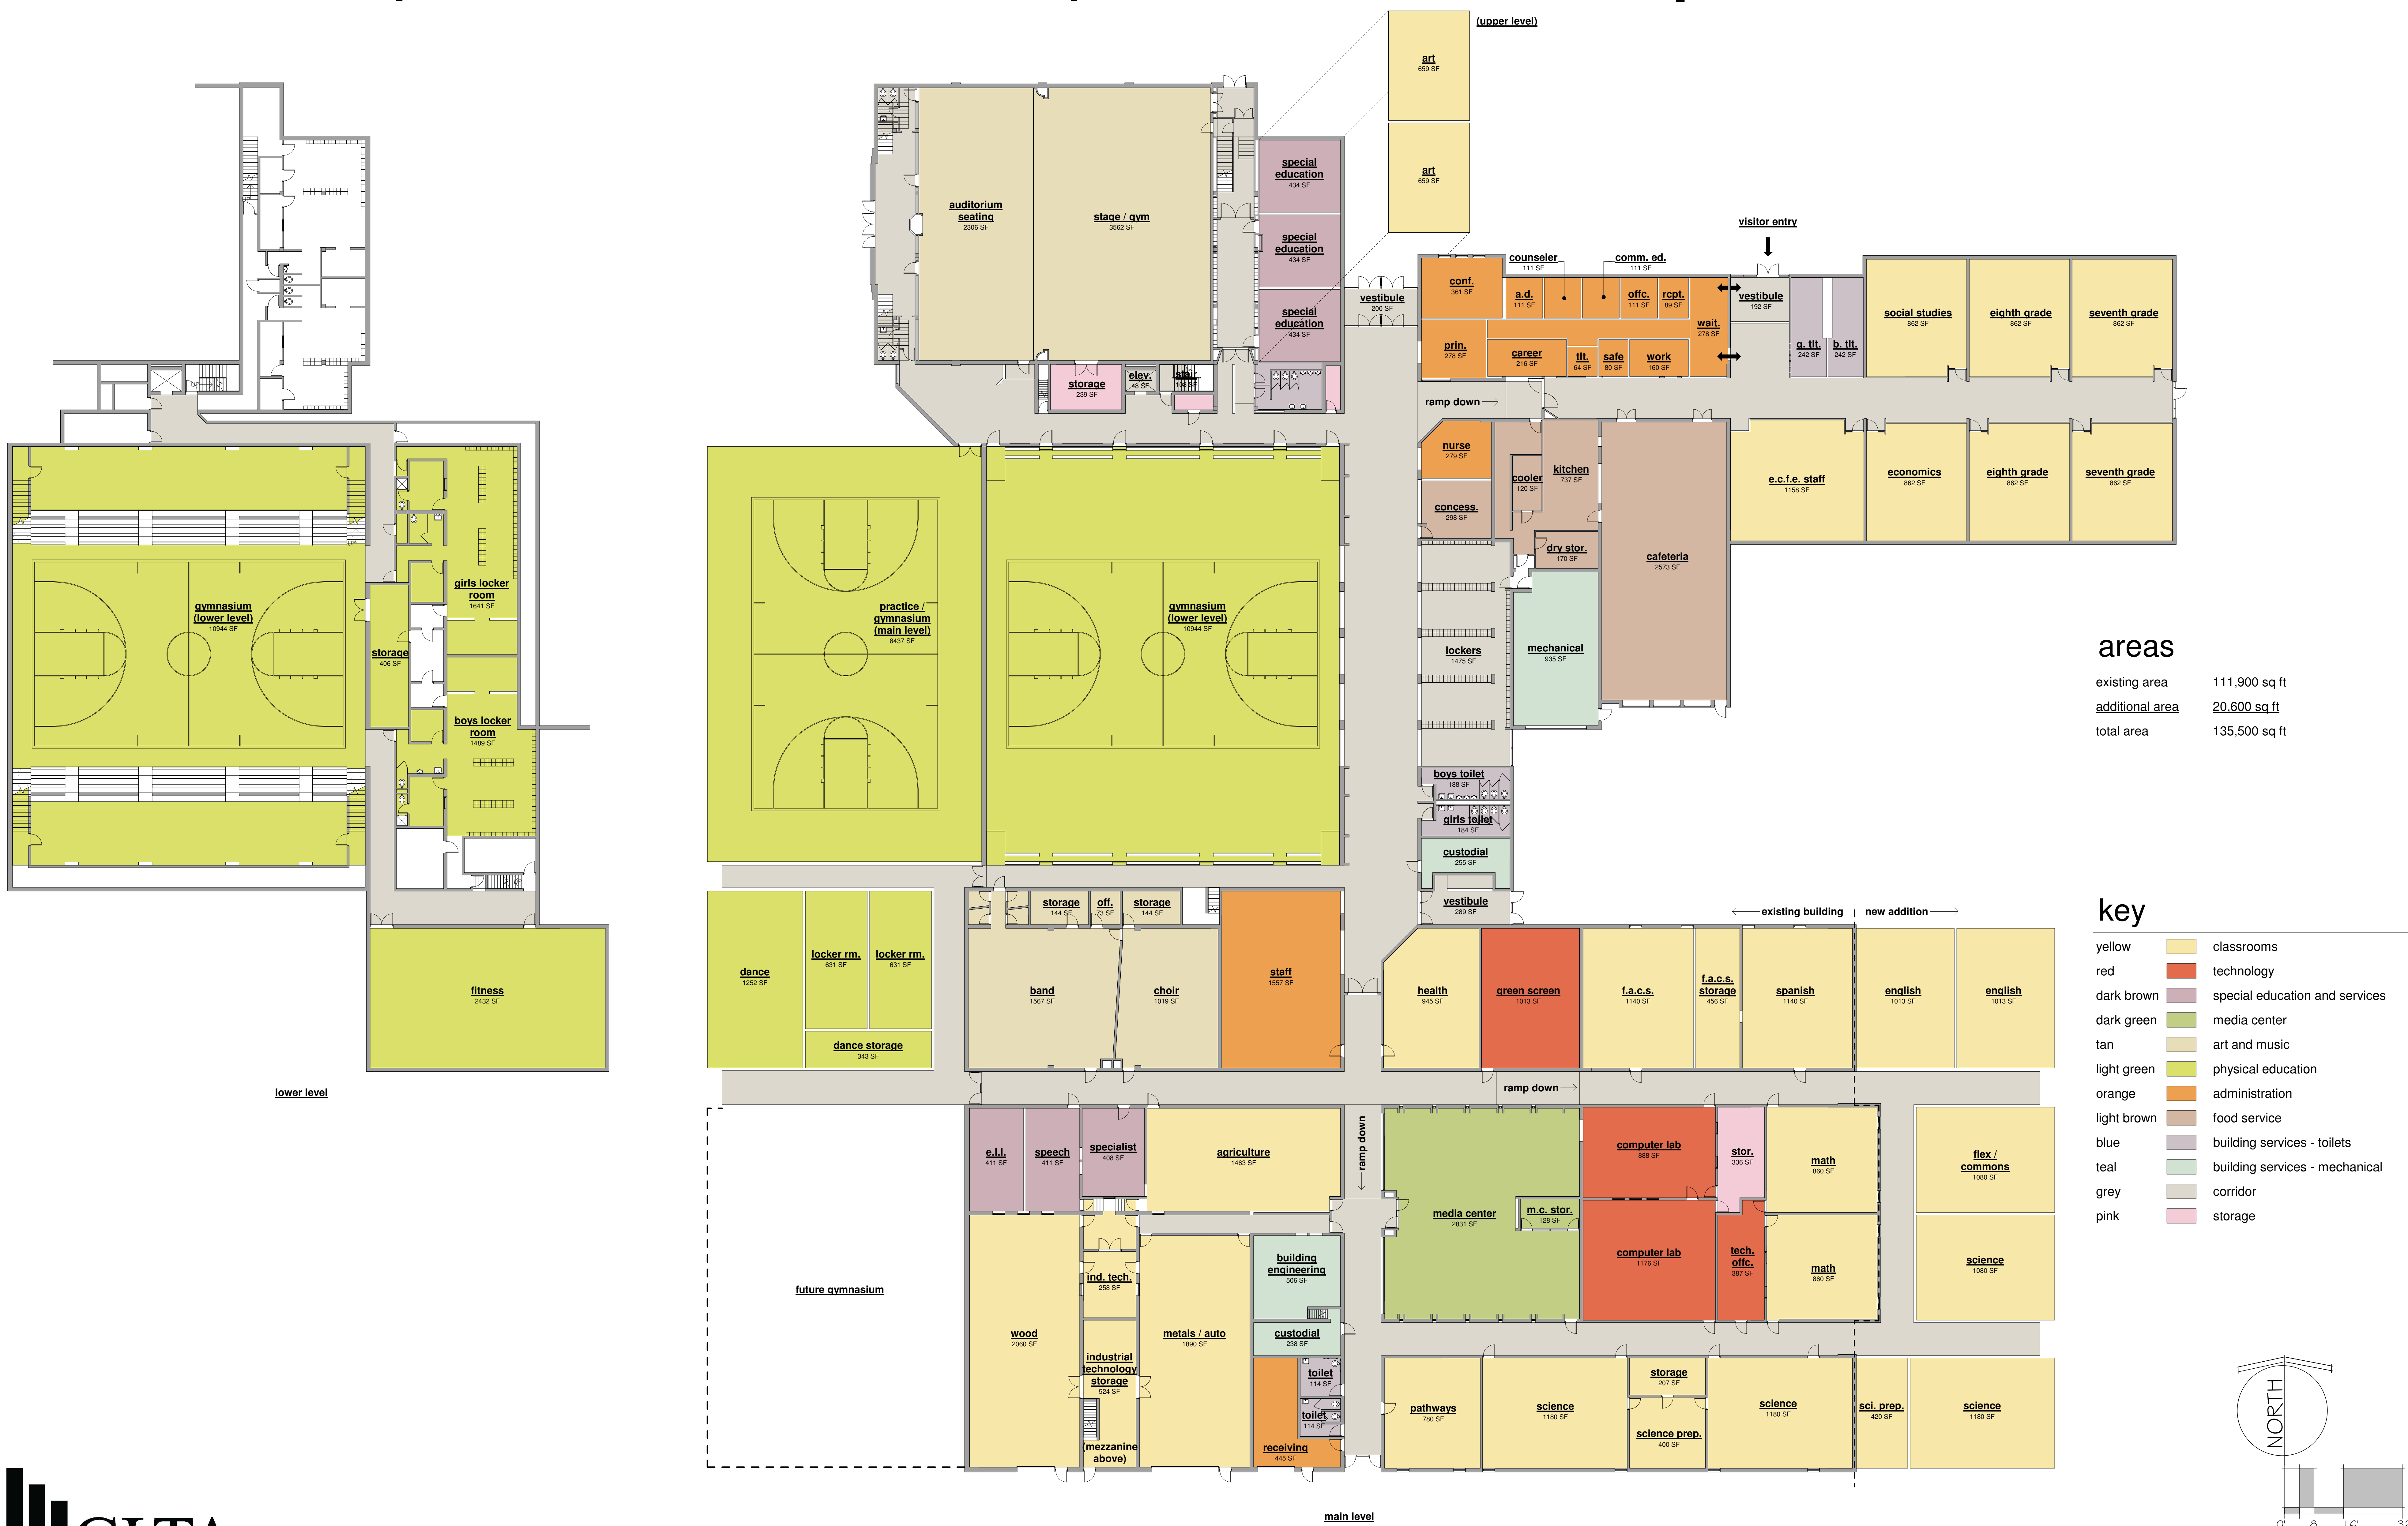 (upper level)
art
659 SF
art
659 SF
special
education
434 SF
special
education
434 SF
special
education
434 SF
auditorium
seating
2306 SF
stage / gym
3562 SF
visitor entry
counseler
111 SF
comm. ed.
111 SF
conf.
361 SF
a.d.
111 SF
offc.
111 SF
rcpt.
89 SF
vestibule
200 SF
vestibule
192 SF
wait.
278 SF
prin.
278 SF
career
216 SF
tlt.
64 SF
safe
80 SF
work
160 SF
g. tlt.
242 SF
b. tlt.
242 SF
social studies
862 SF
eighth grade
862 SF
seventh grade
862 SF
storage
239 SF
elev.
48 SF
stair
108 SF
ramp down
nurse
279 SF
concess.
298 SF
cooler
120 SF
kitchen
737 SF
dry stor.
170 SF
cafeteria
2573 SF
e.c.f.e. staff
1158 SF
economics
862 SF
eighth grade
862 SF
seventh grade
862 SF
gymnasium
(lower level)
10944 SF
storage
406 SF
girls locker
room
1641 SF
boys locker
room
1489 SF
fitness
2432 SF
lower level
practice /
gymnasium
(main level)
8437 SF
gymnasium
(lower level)
10944 SF
lockers
1475 SF
mechanical
935 SF
boys toilet
188 SF
girls toilet
184 SF
custodial
255 SF
vestibule
289 SF
areas
existing area 111,900 sq ft
additional area 20,600 sq ft
total area 135,500 sq ft
dance
1252 SF
locker rm.
631 SF
locker rm.
631 SF
dance storage
343 SF
storage
144 SF
off.
73 SF
storage
144 SF
band
1567 SF
choir
1019 SF
staff
1557 SF
existing building
new addition
health
945 SF
green screen
1013 SF
f.a.c.s.
1140 SF
f.a.c.s.
storage
456 SF
spanish
1140 SF
english
1013 SF
english
1013 SF
ramp down
key
yellow classrooms
red technology
dark brown special education and services
dark green media center
tan art and music
light green physical education
orange administration
light brown food service
blue building services - toilets
teal building services - mechanical
grey corridor
pink storage
future gymnasium
e.l.l.
411 SF
speech
411 SF
specialist
408 SF
agriculture
1463 SF
ramp down
media center
2831 SF
m.c. stor.
128 SF
computer lab
888 SF
stor.
336 SF
math
860 SF
flex /
commons
1080 SF
computer lab
1176 SF
tech.
offc.
387 SF
math
860 SF
science
1080 SF
wood
2060 SF
ind. tech.
258 SF
industrial
technology
storage
524 SF
(mezzanine
above)
metals / auto
1890 SF
building
engineering
506 SF
custodial
238 SF
toilet
114 SF
toilet
114 SF
receiving
445 SF
pathways
780 SF
science
1180 SF
storage
207 SF
science prep.
400 SF
science
1180 SF
sci. prep.
420 SF
science
1180 SF
main level
NORTH